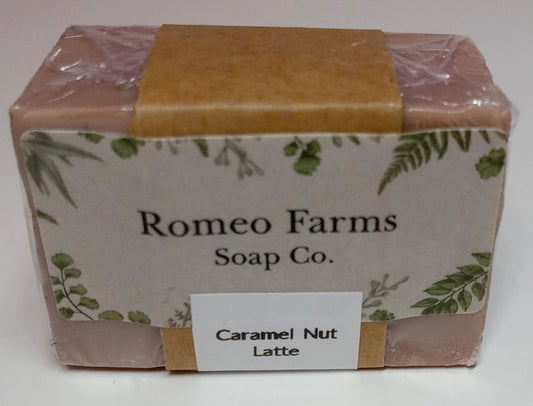 Romeo Farms
Soap Co.
Caramel Nut
Latte